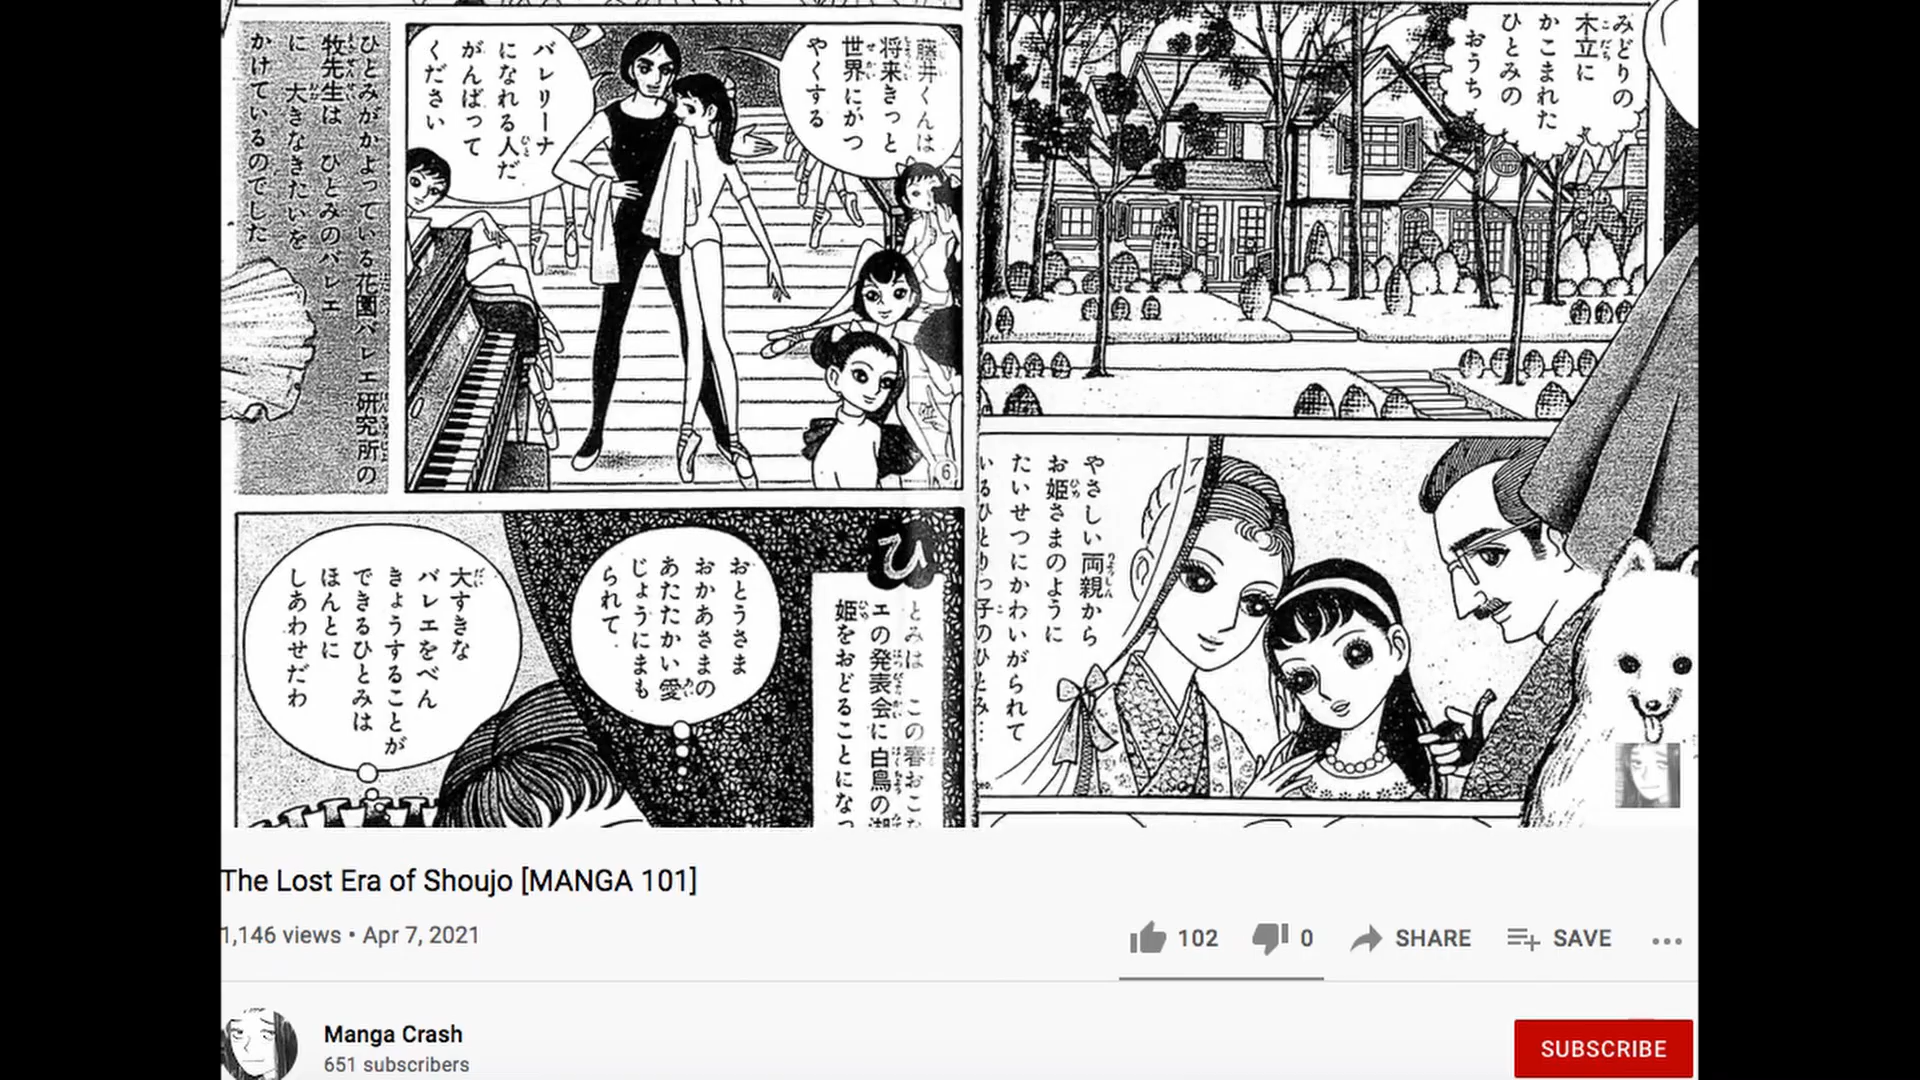 みどりの
木立に
かこまれた
ひとみの
おうち
やさしい両親から
お姫さまのように
たいせつにかわいがられて
いるひとりっ子のひとみ…
藤井くんは
将来きっと
世界にがつ
やくする
バレリーナ
になれる人だ
がんばって
ください
ひとみがかよっている花園バレエ研究所の
牧先生は ひとみのバレエ
に 大きなきたいを
かけているのでした
6
ひ
とみは この春おこな
エの発表会に白鳥の湖
姫をおどることになっ
おとうさま
おかあさまの
あたたかい愛
じょうにまも
られて
大すきな
バレエをべん
きょうすることが
できるひとみは
ほんとに
しあわせだわ
The Lost Era of Shoujo [MANGA 101]
1,146 views • Apr 7, 2021
102
0
SHARE
SAVE
Manga Crash
651 subscribers
SUBSCRIBE